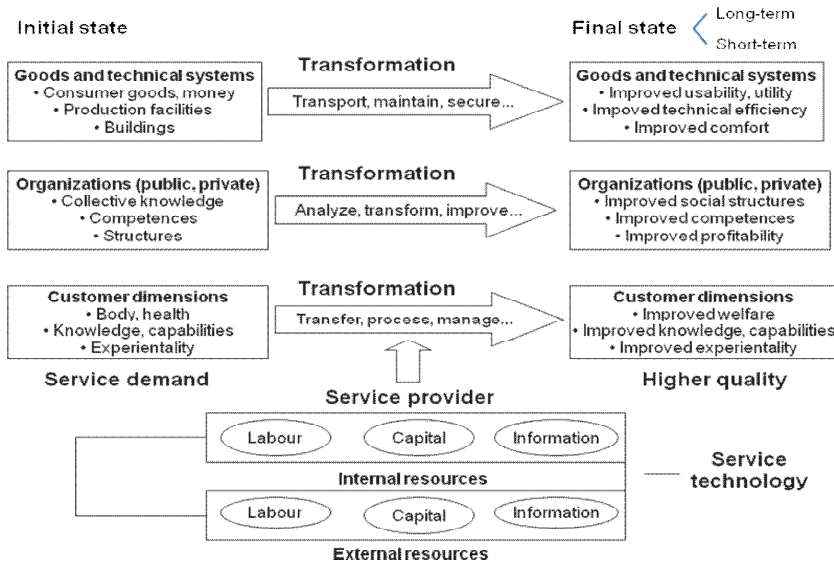 Initial state
Final state
Long-term
Short-term
Goods and technical systems
• Consumer goods, money
• Production facilities
• Buildings
Transformation
Transport, maintain, secure...
Goods and technical systems
• Improved usability, utility
• Impoved technical efficiency
• Improved comfort
Organizations (public, private)
• Collective knowledge
• Competences
• Structures
Transformation
Analyze, transform, improve...
Organizations (public, private)
• Improved social structures
• Improved competences
• Improved profitability
Customer dimensions
• Body, health
• Knowledge, capabilities
• Experientality
Transformation
Transfer, process, manage...
Customer dimensions
• Improved welfare
• Improved knowledge, capabilities
• Improved experientality
Service demand
Higher quality
Service provider
Labour
Capital
Information
Internal resources
Labour
Capital
Information
External resources
Service
technology